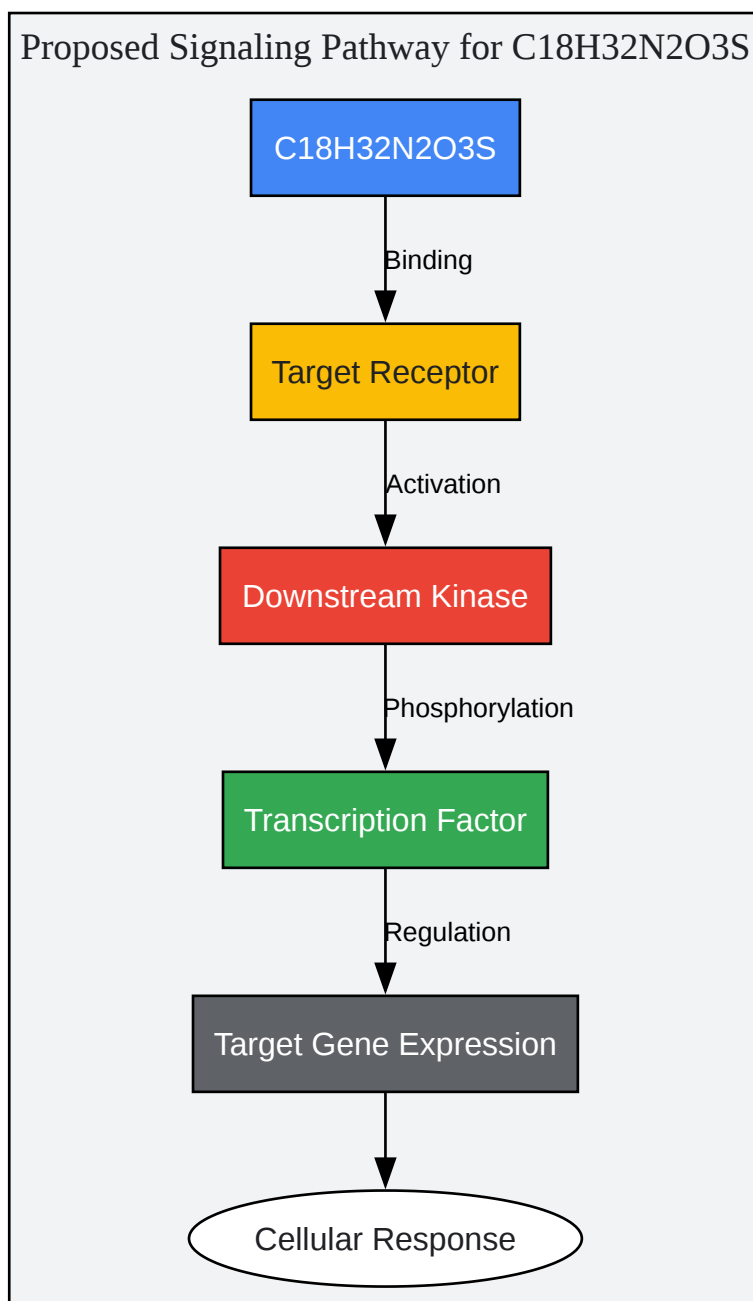 Proposed Signaling Pathway for C18H32N2O3S
C18H32N2O3S
Binding
Target Receptor
Activation
Downstream Kinase
Phosphorylation
Transcription Factor
Regulation
Target Gene Expression
Cellular Response